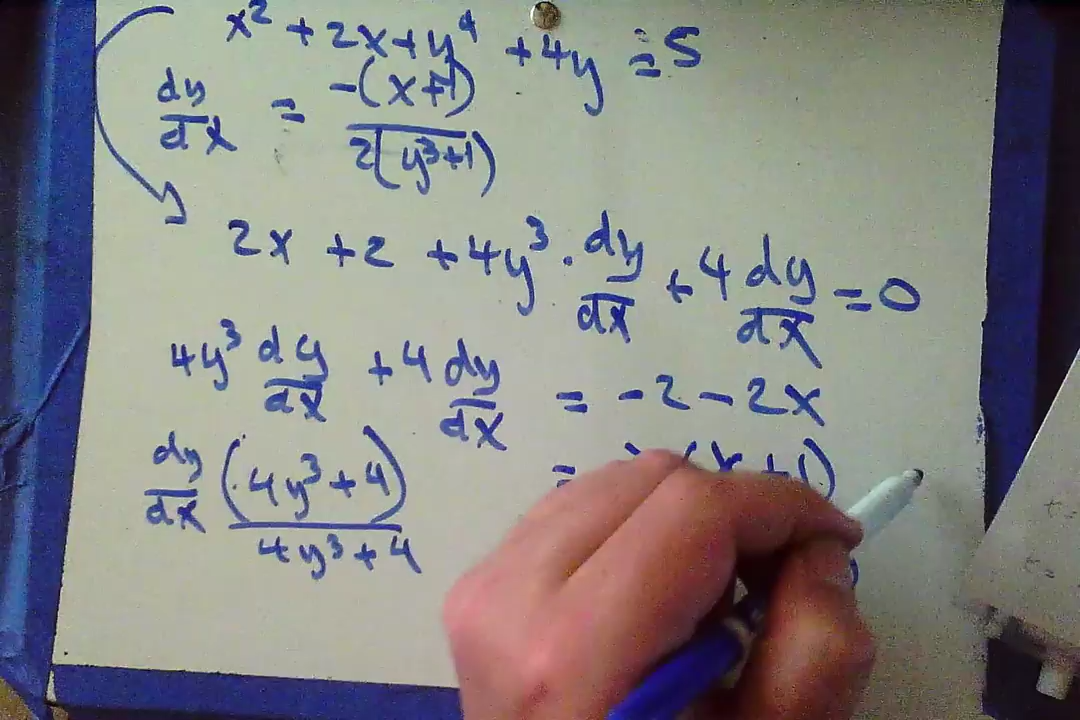 x² + 2x + y⁴ + 4y = 5
dy/dx = -(x+1)/2(y³+1)
2x + 2 + 4y³ · dy/dx + 4 dy/dx = 0
4y³ dy/dx + 4 dy/dx = -2 - 2x
dy/dx (4y³ + 4)/4y³ + 4 = (x + 1)